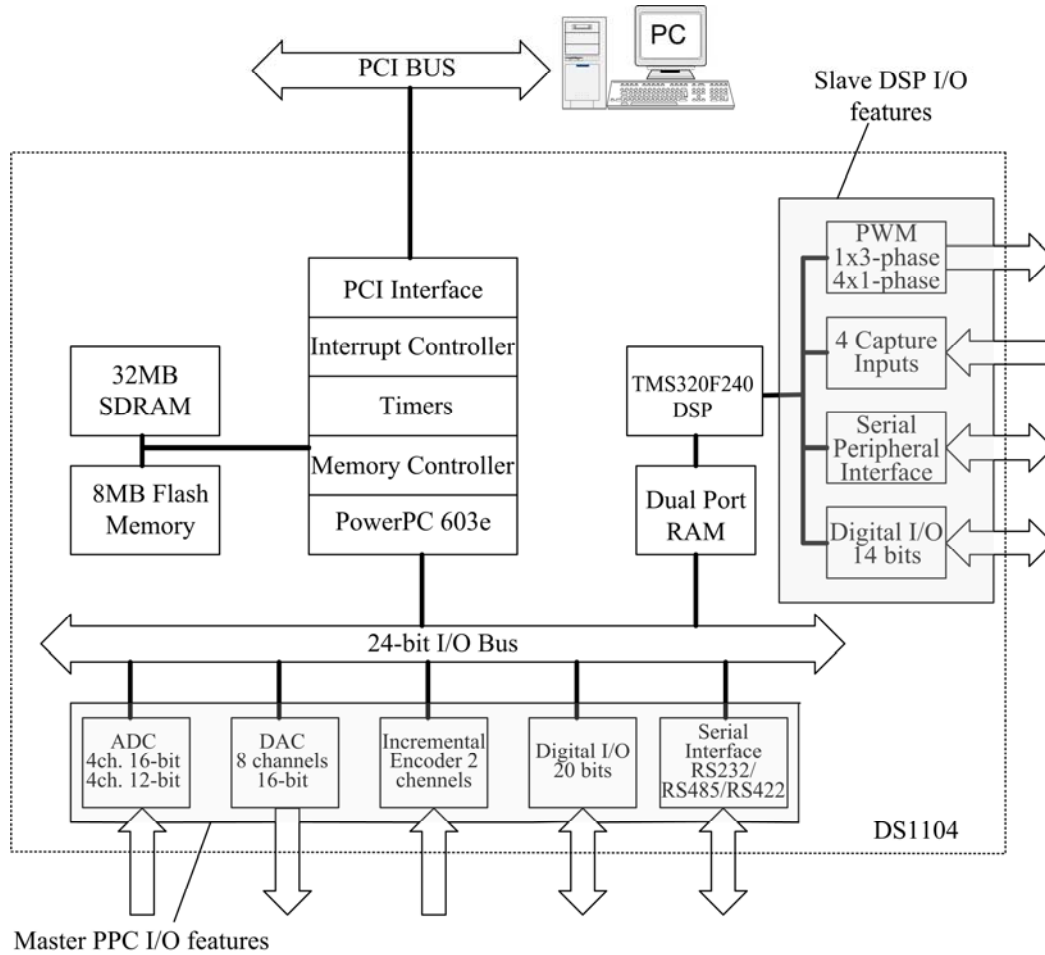 PC
PCI BUS
Slave DSP I/O
features
PWM
1x3-phase
4x1-phase
PCI Interface
Interrupt Controller
Timers
Memory Controller
PowerPC 603e
32MB
SDRAM
8MB Flash
Memory
TMS320F240
DSP
Dual Port
RAM
4 Capture
Inputs
Serial
Peripheral
Interface
Digital I/O
14 bits
24-bit I/O Bus
ADC
4ch. 16-bit
4ch. 12-bit
DAC
8 channels
16-bit
Incremental
Encoder 2
chennels
Digital I/O
20 bits
Serial
Interface
RS232/
RS485/RS422
DS1104
Master PPC I/O features